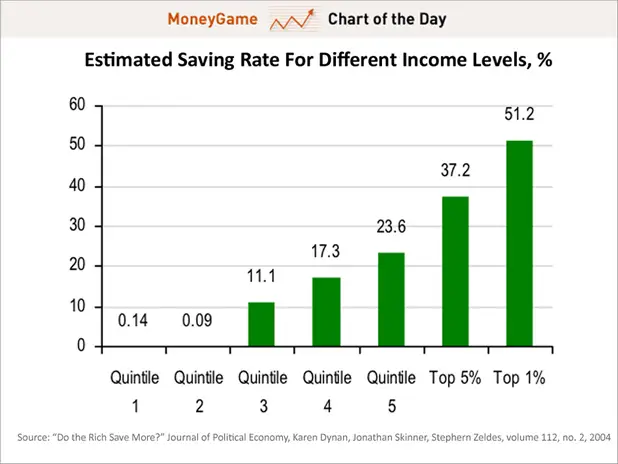 MoneyGame Chart of the Day
Estimated Saving Rate For Different Income Levels, %
60
50
40
30
20
10
0
0.14
0.09
11.1
17.3
23.6
37.2
51.2
Quintile 1
Quintile 2
Quintile 3
Quintile 4
Quintile 5
Top 5%
Top 1%
Source: “Do the Rich Save More?” Journal of Political Economy, Karen Dynan, Jonathan Skinner, Stephern Zeldes, volume 112, no. 2, 2004